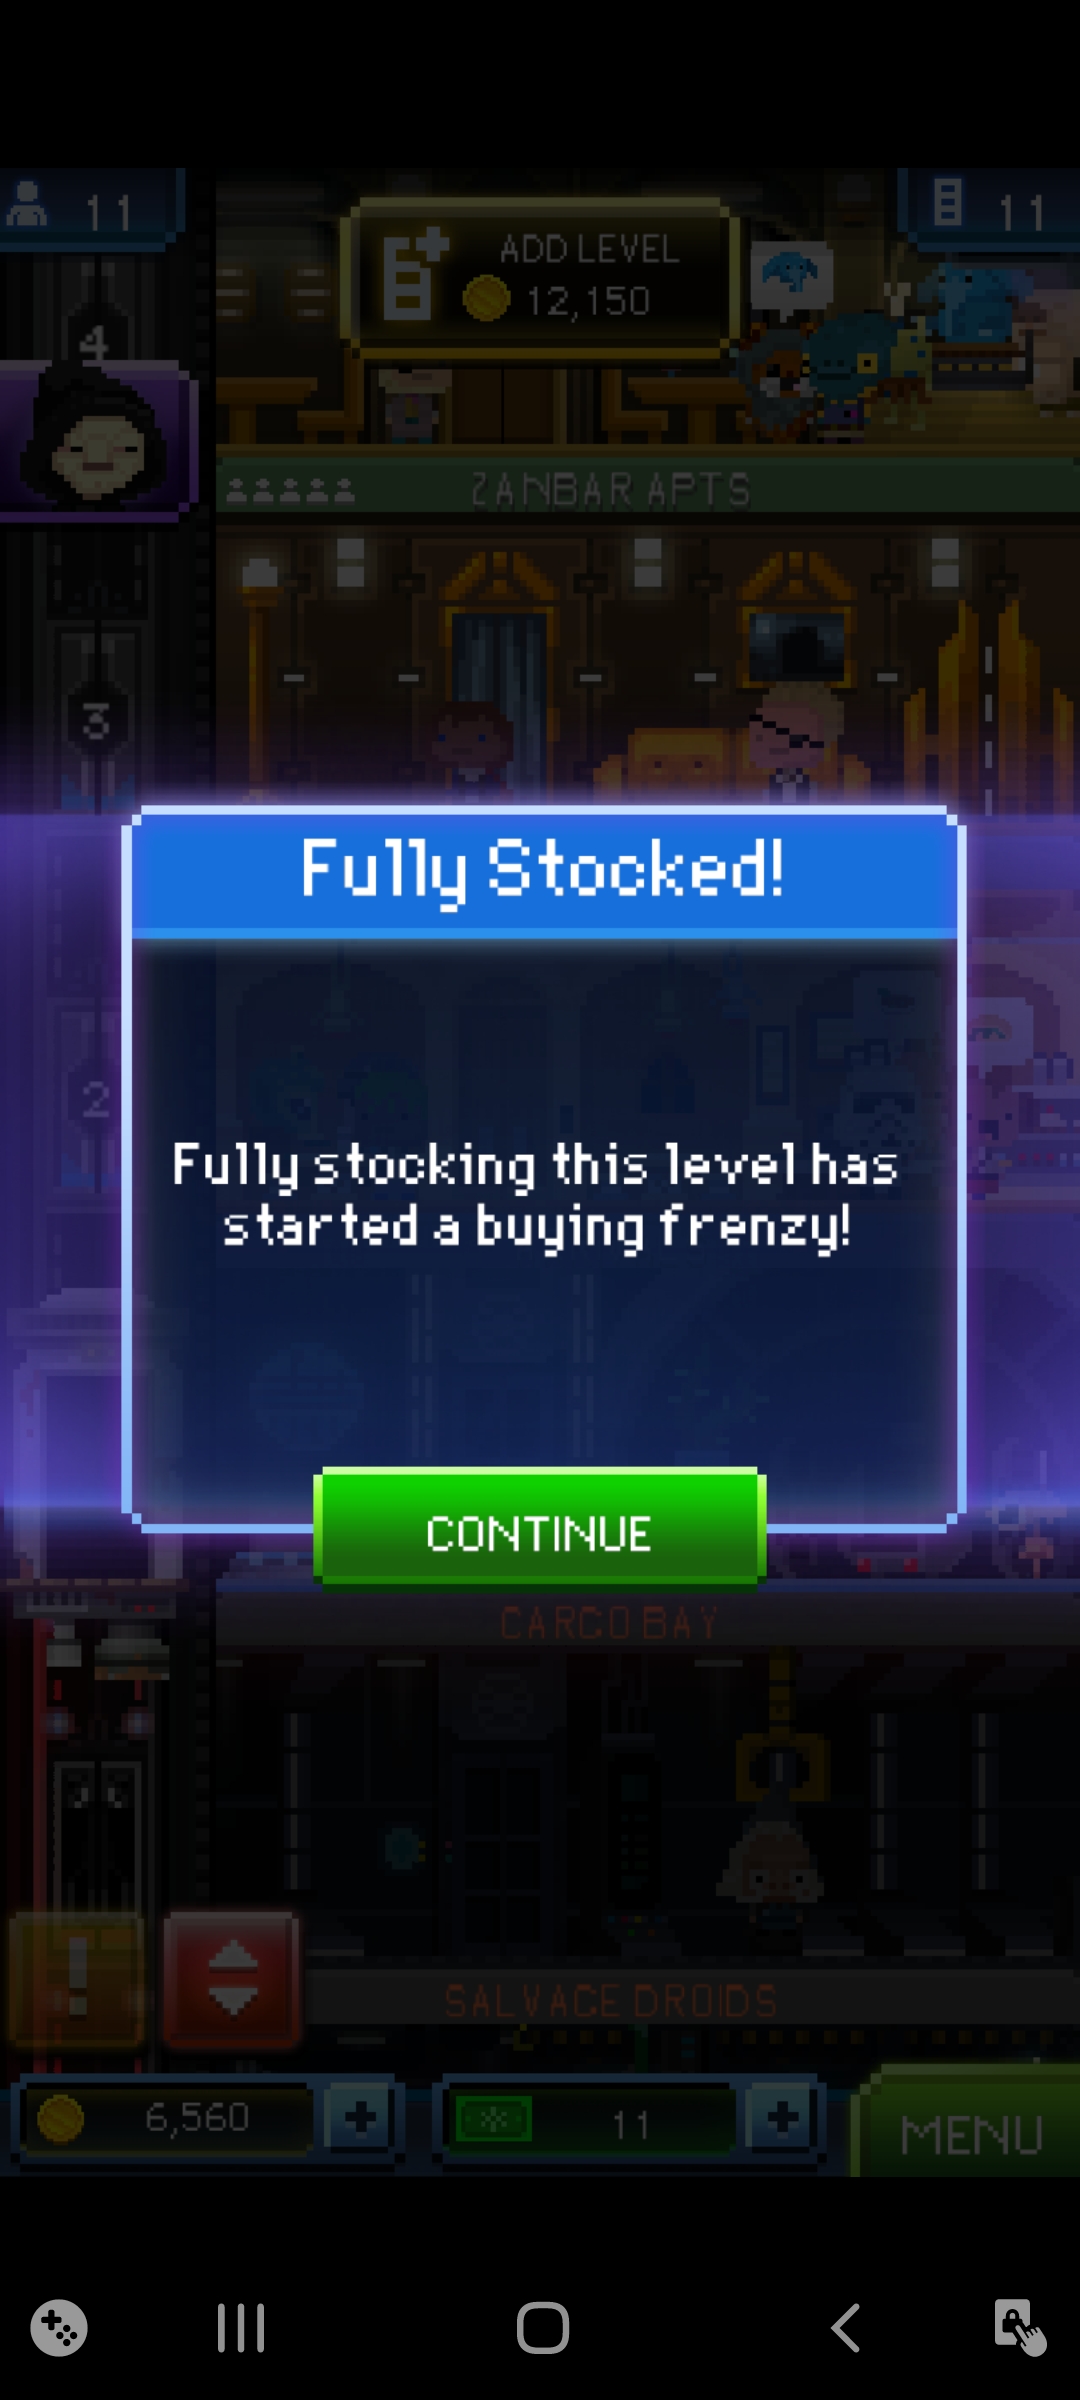 11
11
ADD LEVEL
12,150
4
ZANBAR APTS
3
Fully Stocked!
2
Fully stocking this level has
started a buying frenzy!
CONTINUE
CARGO BAY
!
SALVAGE DROIDS
6,560
11
MENU